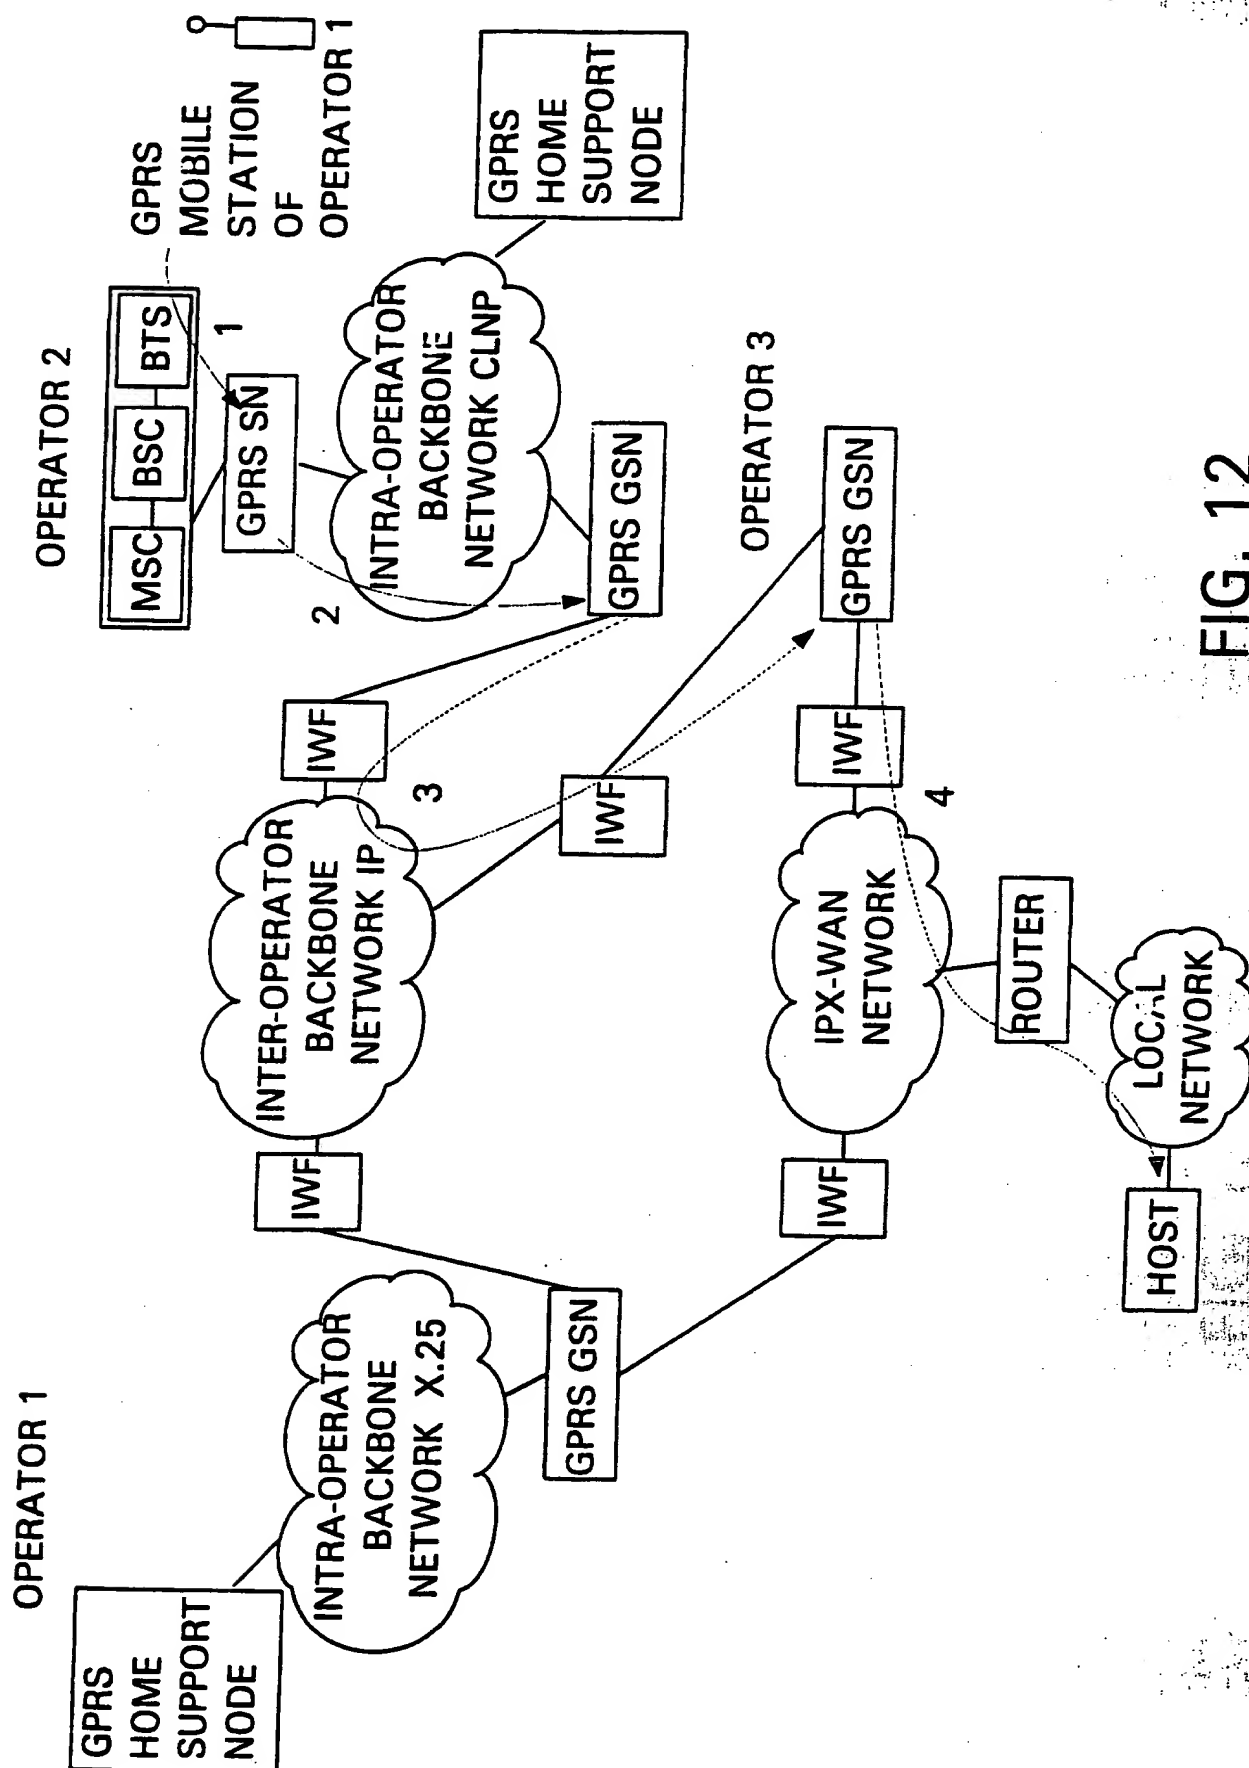 OPERATOR 1
GPRS
HOME
SUPPORT
NODE
INTRA-OPERATOR
BACKBONE
NETWORK X.25
GPRS GSN
IWF
INTER-OPERATOR
BACKBONE
NETWORK IP
IWF
3
IWF
OPERATOR 2
MSC
BSC
BTS
1
GPRS SN
2
INTRA-OPERATOR
BACKBONE
NETWORK CLNP
GPRS GSN
GPRS
MOBILE
STATION
OF
OPERATOR 1
GPRS
HOME
SUPPORT
NODE
OPERATOR 3
GPRS GSN
IWF
4
IPX-WAN
NETWORK
IWF
ROUTER
LOCAL
NETWORK
HOST
FIG. 12